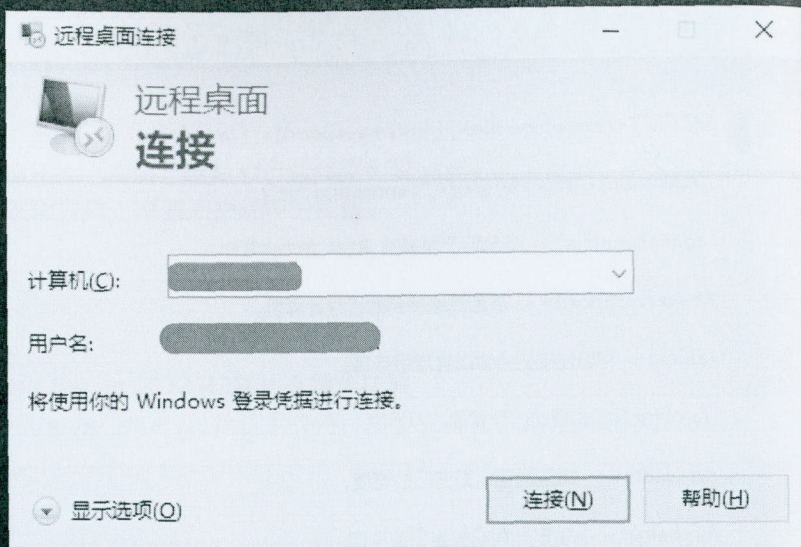 远程桌面连接
远程桌面
连接
计算机(C):
用户名:
将使用你的 Windows 登录凭据进行连接。
显示选项(O)
连接(N)
帮助(H)